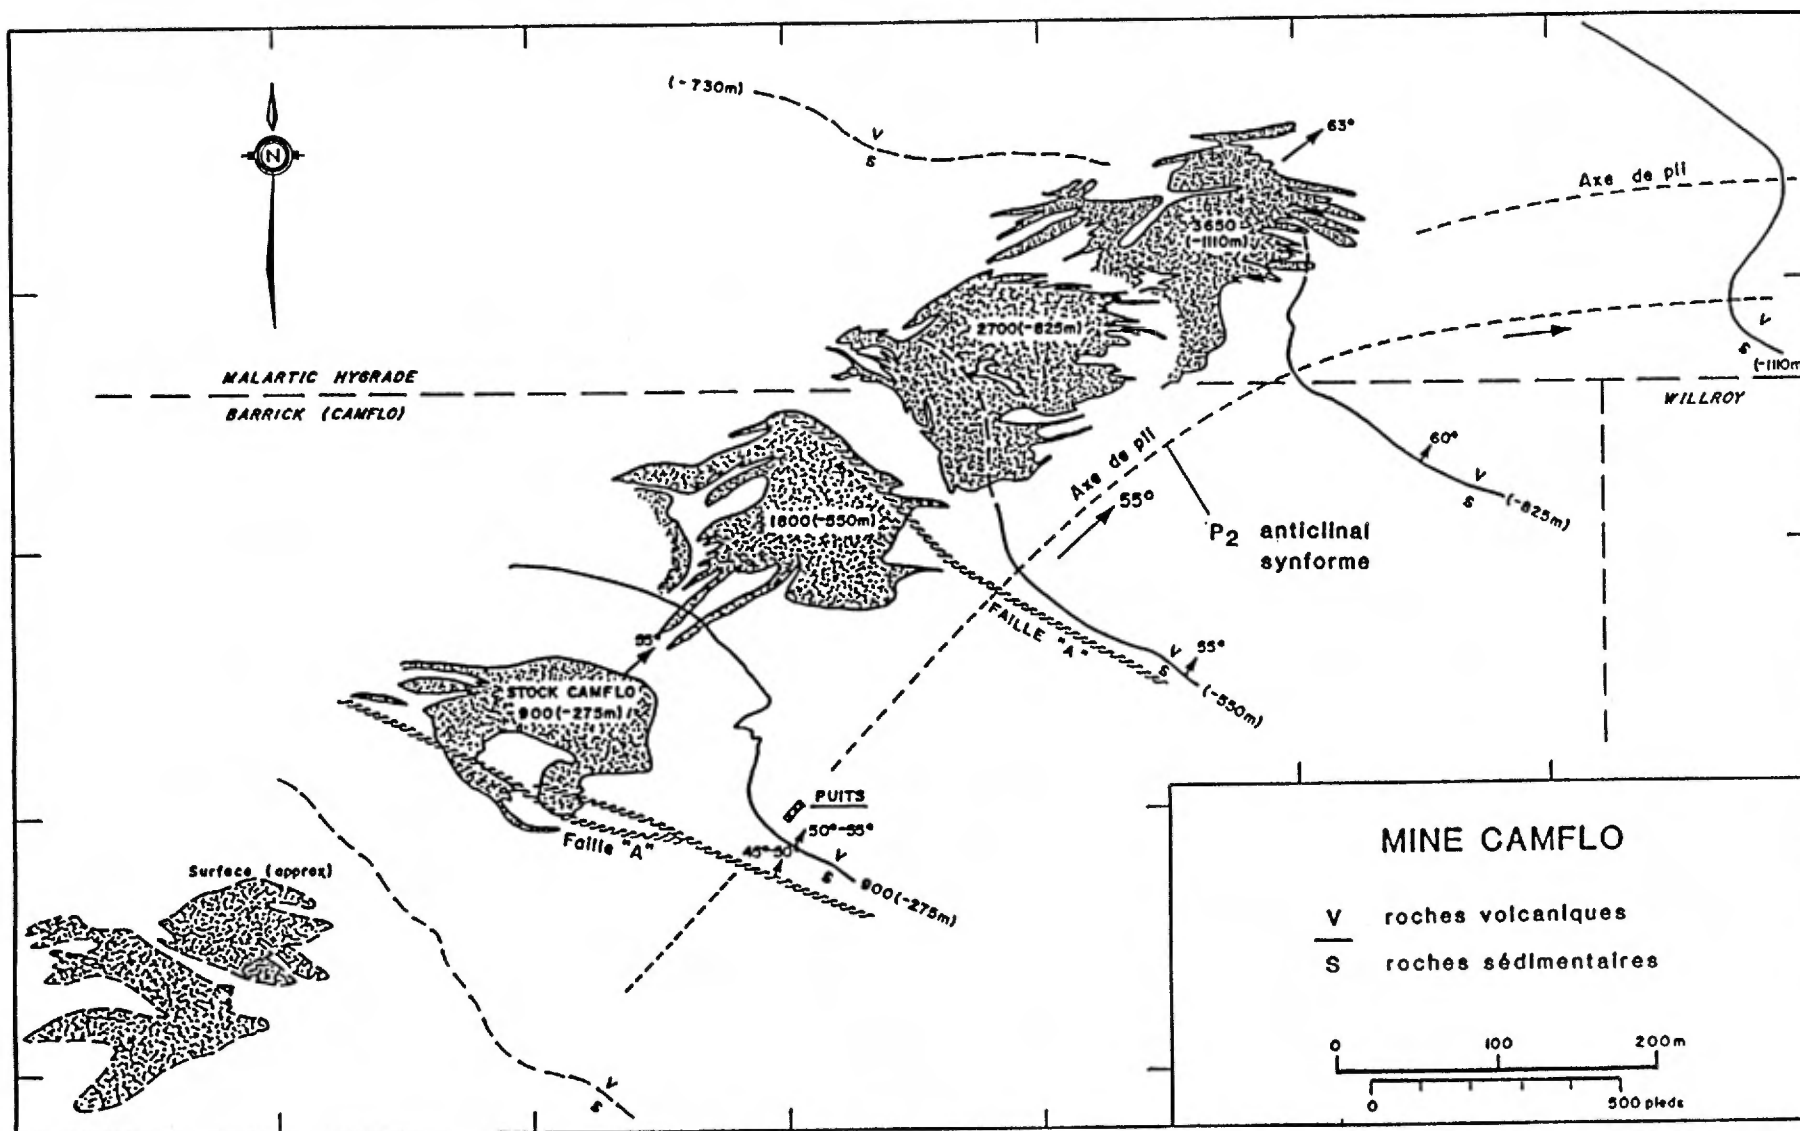 (-730m)
V
S
63°
Axe de pli
N
3650
(-1110m)
2700(-825m)
V
S
(-1110m
MALARTIC HYGRADE
BARRICK (CAMFLO)
WILLROY
60°
Axe de pli
V
S
(-825m)
55°
P2 anticlinal
synforme
1800(-550m)
FAILLE "A"
55°
V
S
55°
(-550m)
STOCK CAMFLO
900(-275m)
PUITS
50°-55°
Faille "A"
45°-50°
V
S
900(-275m)
Surface (approx)
V
S
MINE CAMFLO
V roches volcaniques
S roches sédimentaires
0 100 200m
0 500 pieds